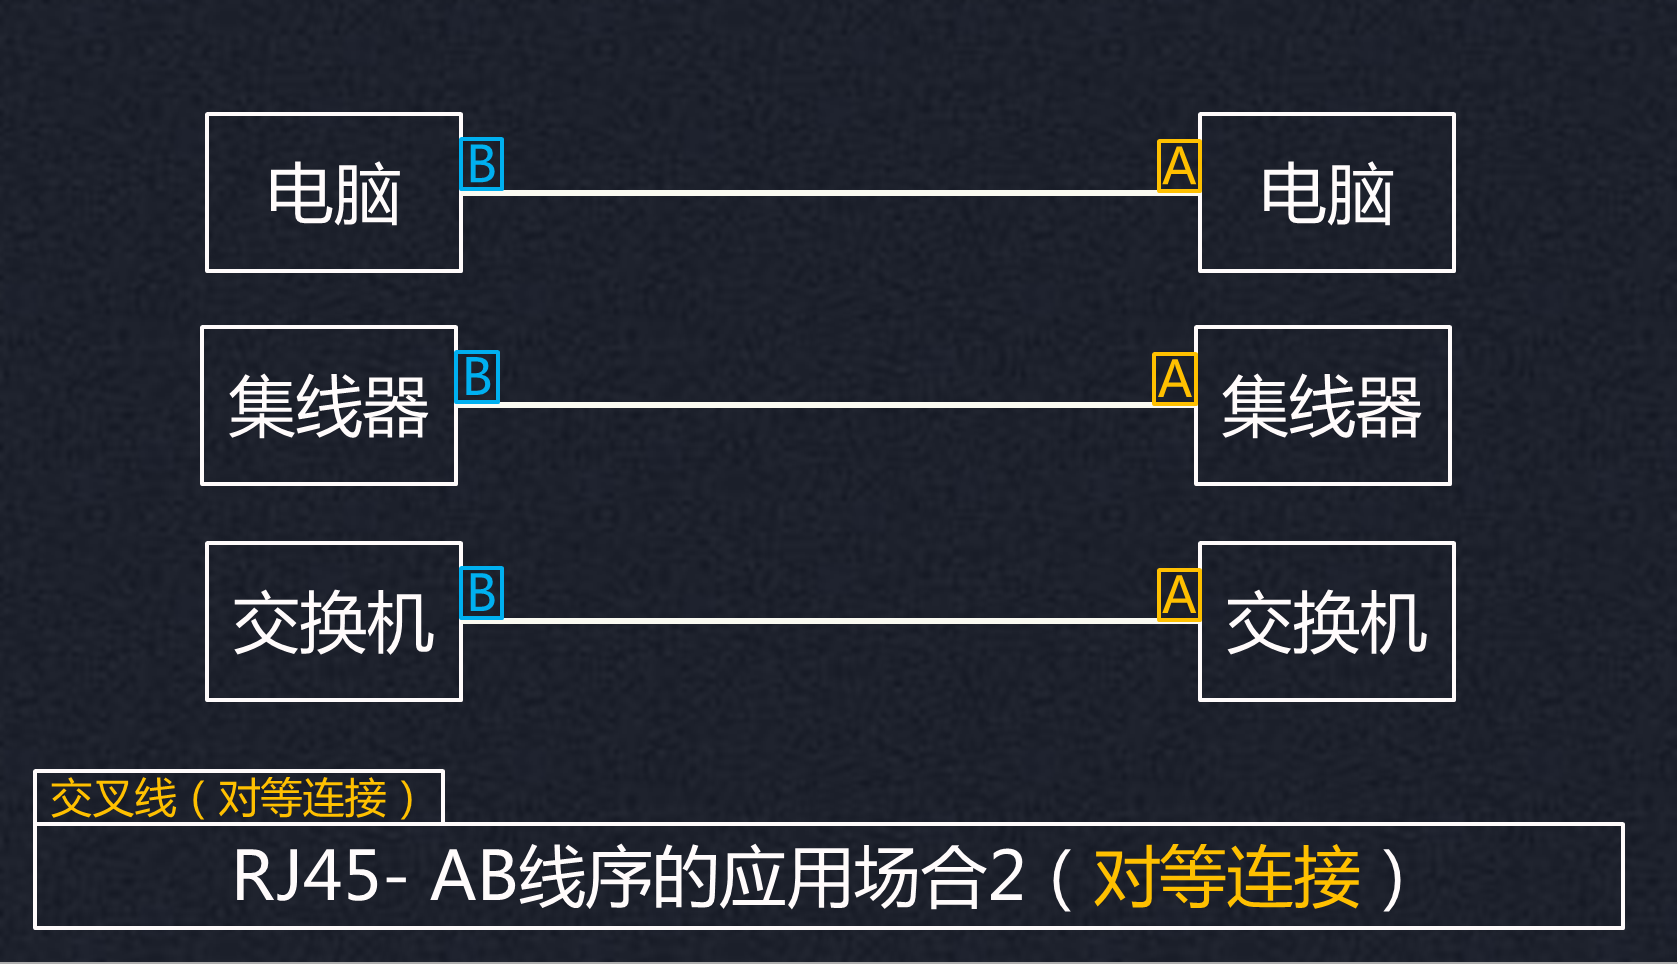 电脑 B A 电脑
集线器 B A 集线器
交换机 B A 交换机
交叉线（对等连接）
RJ45- AB线序的应用场合2（对等连接）